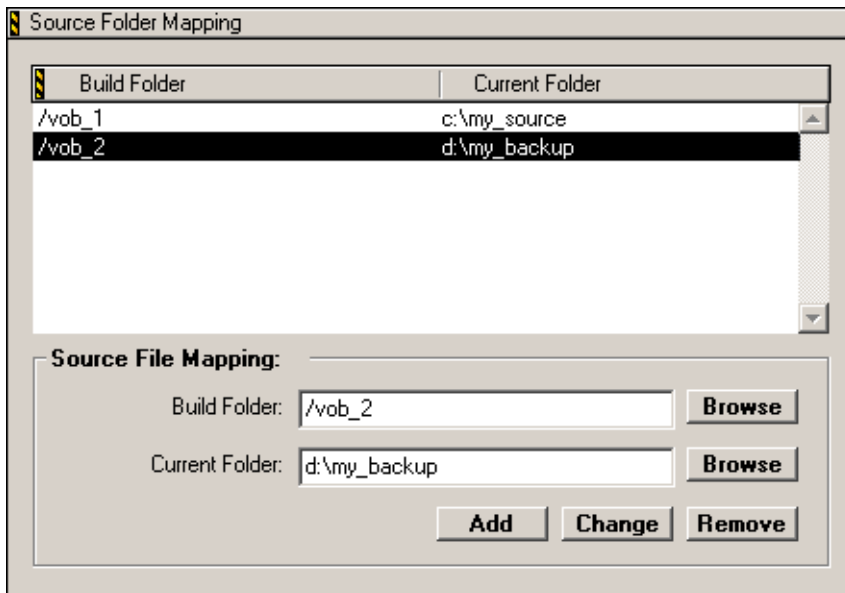 Source Folder Mapping
Build Folder Current Folder
/vob_1 c:\my_source
/vob_2 d:\my_backup
Source File Mapping:
Build Folder: /vob_2 Browse
Current Folder: d:\my_backup Browse
Add Change Remove